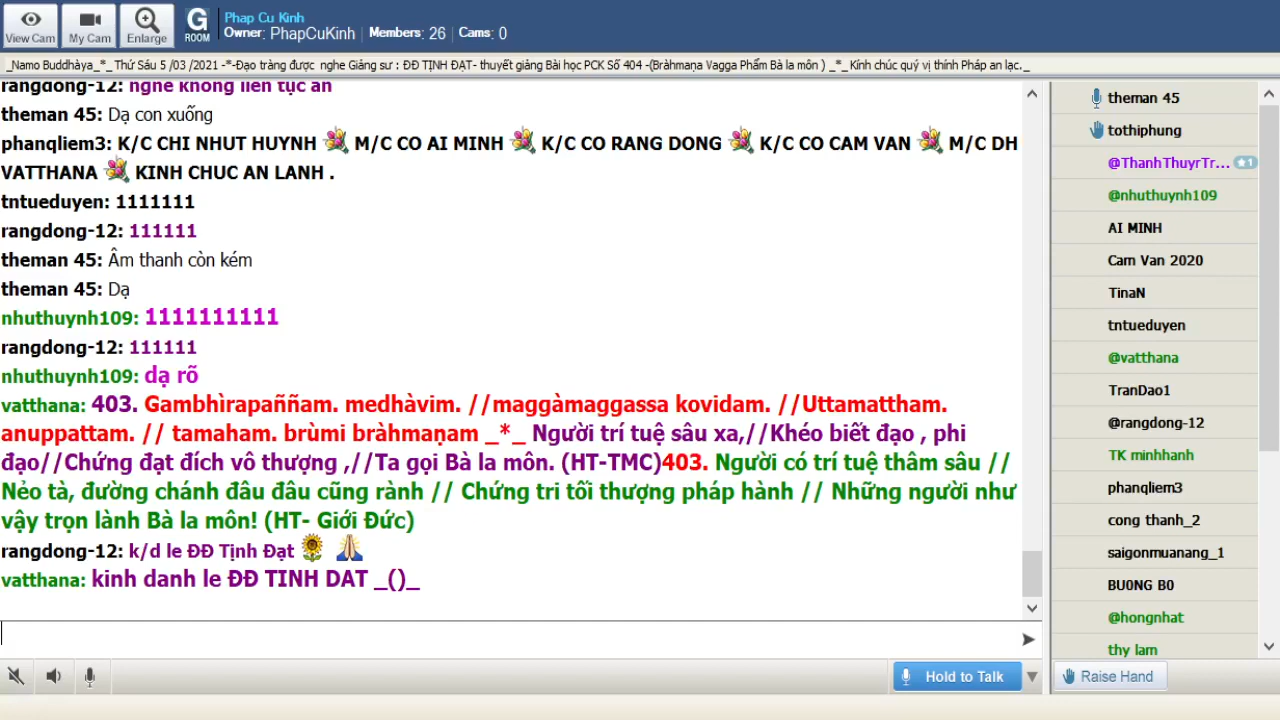 View Cam
My Cam
Enlarge
G
ROOM
Phap Cu Kinh
Owner: PhapCuKinh | Members: 26 | Cams: 0
_Namo Buddhàya_*_ Thứ Sáu 5 /03 /2021 -*-Đạo tràng được nghe Giảng sư : ĐĐ TỊNH ĐẠT- thuyết giảng Bài học PCK Số 404 -(Bràhmaṇa Vagga Phẩm Bà la môn ) _*_ Kính chúc quý vị thính Pháp an lạc._
rangdong-12: nghe không liên tục ah
theman 45: Dạ con xuống
phanqliem3: K/C CHI NHUT HUYNH M/C CO AI MINH K/C CO RANG DONG K/C CO CAM VAN M/C DH
VATTHANA KINH CHUC AN LANH .
tntueduyen: 1111111
rangdong-12: 111111
theman 45: Âm thanh còn kém
theman 45: Dạ
nhuthuynh109: 1111111111
rangdong-12: 111111
nhuthuynh109: dạ rõ
vatthana: 403. Gambhìrapaññam. medhàvim. //maggàmaggassa kovidam. //Uttamattham.
anuppattam. // tamaham. brùmi bràhmaṇam _*_ Người trí tuệ sâu xa,//Khéo biết đạo , phi
đạo//Chứng đạt đích vô thượng ,//Ta gọi Bà la môn. (HT-TMC)403. Người có trí tuệ thâm sâu //
Nẻo tà, đường chánh đâu đâu cũng rành // Chứng tri tối thượng pháp hành // Những người như
vậy trọn lành Bà la môn! (HT- Giới Đức)
rangdong-12: k/d le ĐĐ Tịnh Đạt
vatthana: kinh danh le ĐĐ TINH DAT _()_
Hold to Talk
theman 45
tothiphung
@ThanhThuyrTr... ★1
@nhuthuynh109
AI MINH
Cam Van 2020
TinaN
tntueduyen
@vatthana
TranDao1
@rangdong-12
TK minhhanh
phanqliem3
cong thanh_2
saigonmuanang_1
BU0NG B0
@hongnhat
thy lam
Raise Hand